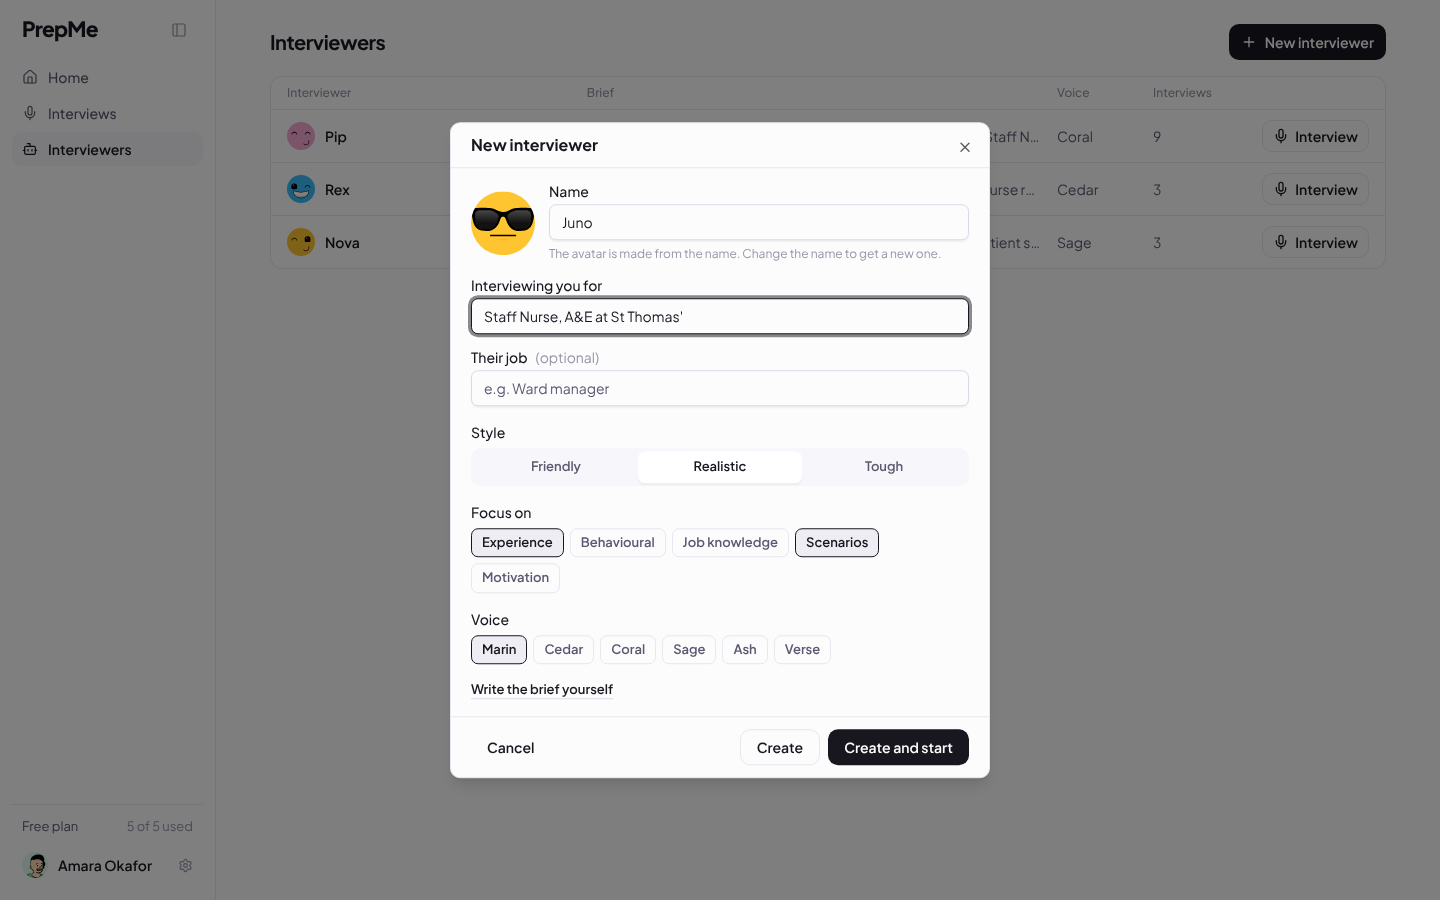 PrepMe
Home
Interviews
Interviewers
Free plan 5 of 5 used
Amara Okafor
Interviewers
New interviewer
Interviewer Brief Voice Interviews
Pip Staff N... Coral 9 Interview
Rex urse r... Cedar 3 Interview
Nova tient s... Sage 3 Interview
New interviewer
Name
Juno
The avatar is made from the name. Change the name to get a new one.
Interviewing you for
Staff Nurse, A&E at St Thomas'
Their job (optional)
e.g. Ward manager
Style
Friendly Realistic Tough
Focus on
Experience Behavioural Job knowledge Scenarios
Motivation
Voice
Marin Cedar Coral Sage Ash Verse
Write the brief yourself
Cancel Create Create and start